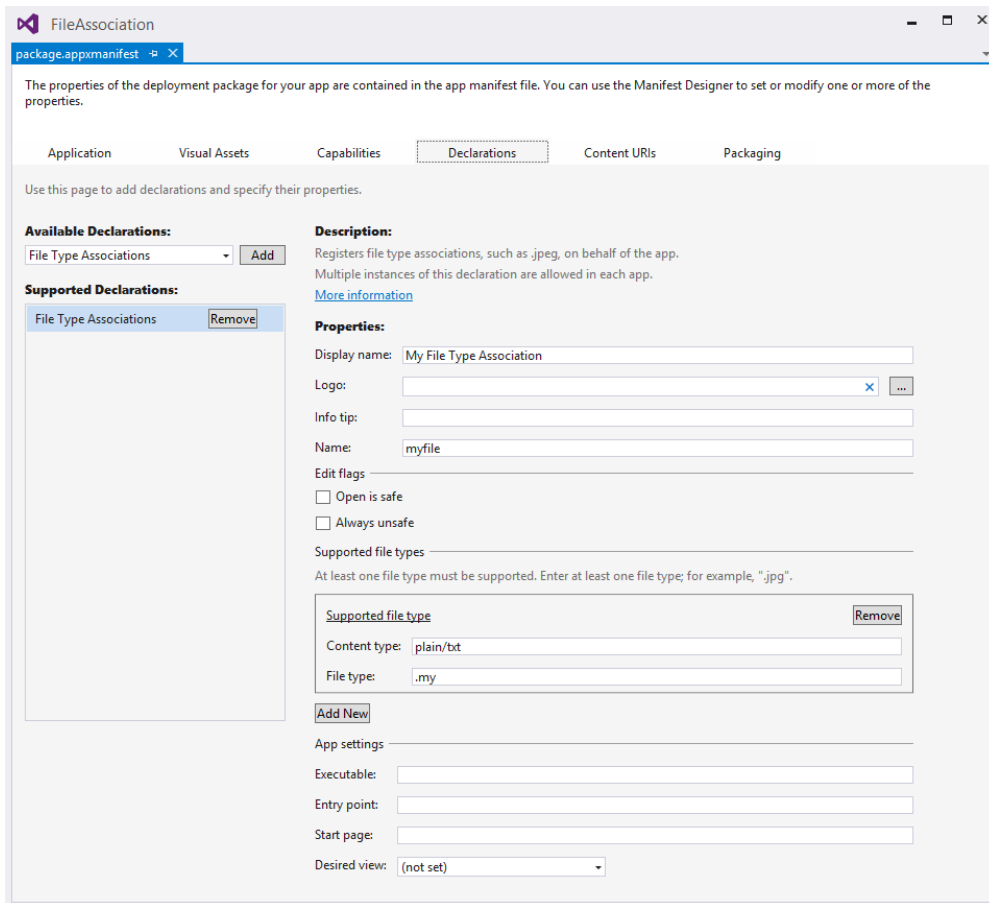 FileAssociation
package.appxmanifest
The properties of the deployment package for your app are contained in the app manifest file. You can use the Manifest Designer to set or modify one or more of the
properties.
Application Visual Assets Capabilities Declarations Content URIs Packaging
Use this page to add declarations and specify their properties.
Available Declarations:
File Type Associations Add
Supported Declarations:
File Type Associations Remove
Description:
Registers file type associations, such as .jpeg, on behalf of the app.
Multiple instances of this declaration are allowed in each app.
More information
Properties:
Display name: My File Type Association
Logo: ...
Info tip:
Name: myfile
Edit flags
Open is safe
Always unsafe
Supported file types
At least one file type must be supported. Enter at least one file type; for example, ".jpg".
Supported file type Remove
Content type: plain/txt
File type: .my
Add New
App settings
Executable:
Entry point:
Start page:
Desired view: (not set)